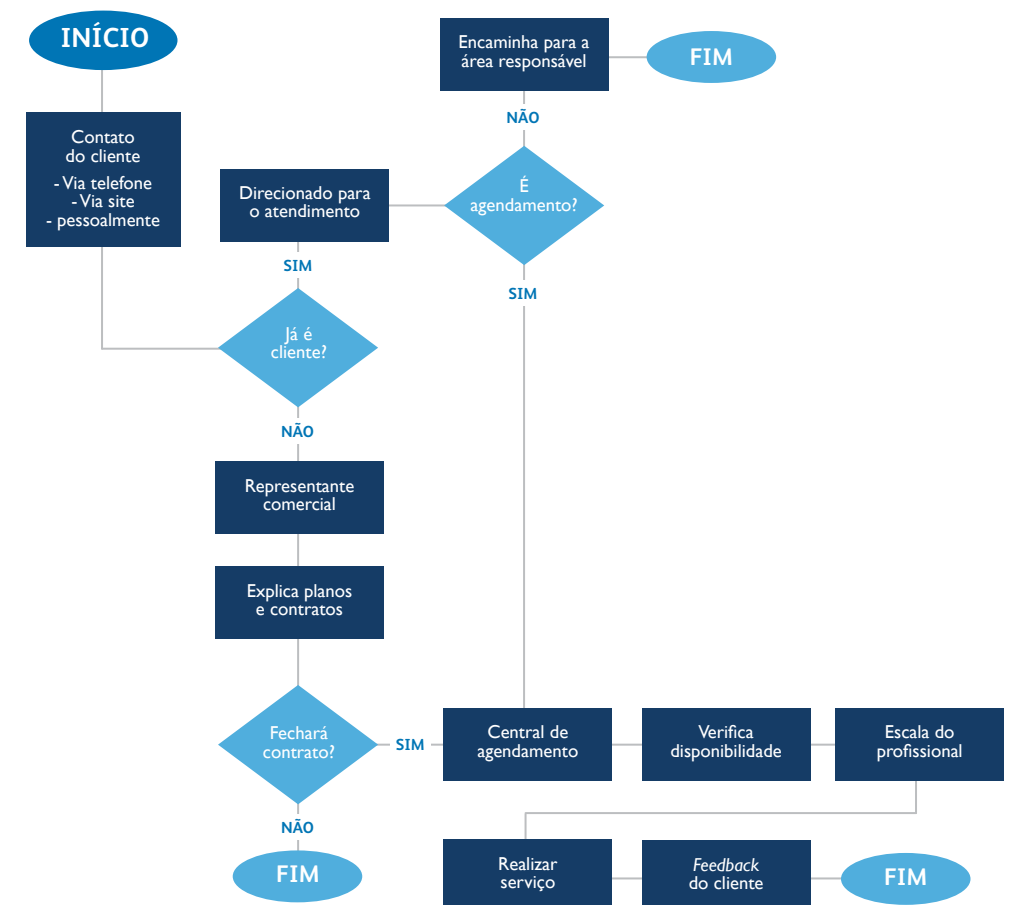 INÍCIO
Contato
do cliente
- Via telefone
- Via site
- pessoalmente
Já é
cliente?
SIM
Direcionado para
o atendimento
É
agendamento?
NÃO
Encaminha para a
área responsável
FIM
SIM
NÃO
Representante
comercial
Explica planos
e contratos
Fechará
contrato?
NÃO
FIM
SIM
Central de
agendamento
Verifica
disponibilidade
Escala do
profissional
Realizar
serviço
Feedback
do cliente
FIM